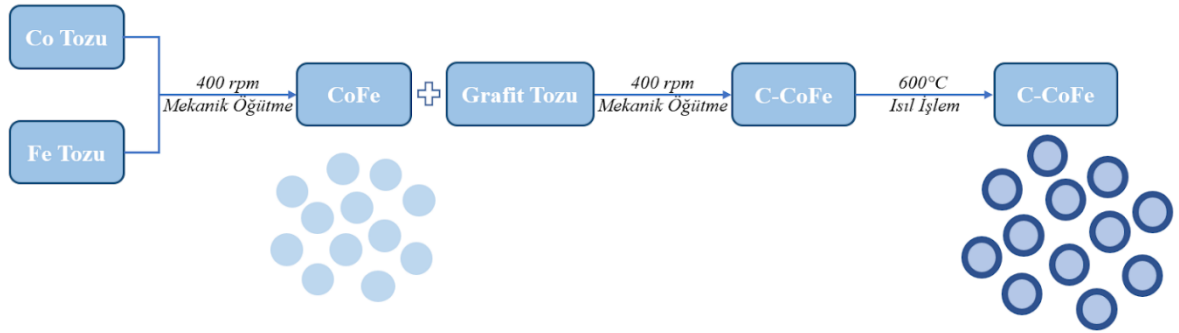 Co Tozu
Fe Tozu
400 rpm
Mekanik Öğütme
CoFe
Grafit Tozu
400 rpm
Mekanik Öğütme
C-CoFe
600°C
Isıl İşlem
C-CoFe